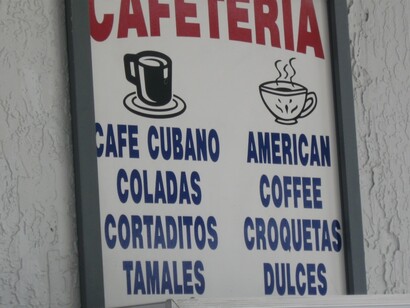 CAFETERIA
CAFE CUBANO
COLADAS
CORTADITOS
TAMALES
AMERICAN
COFFEE
CROQUETAS
DULCES